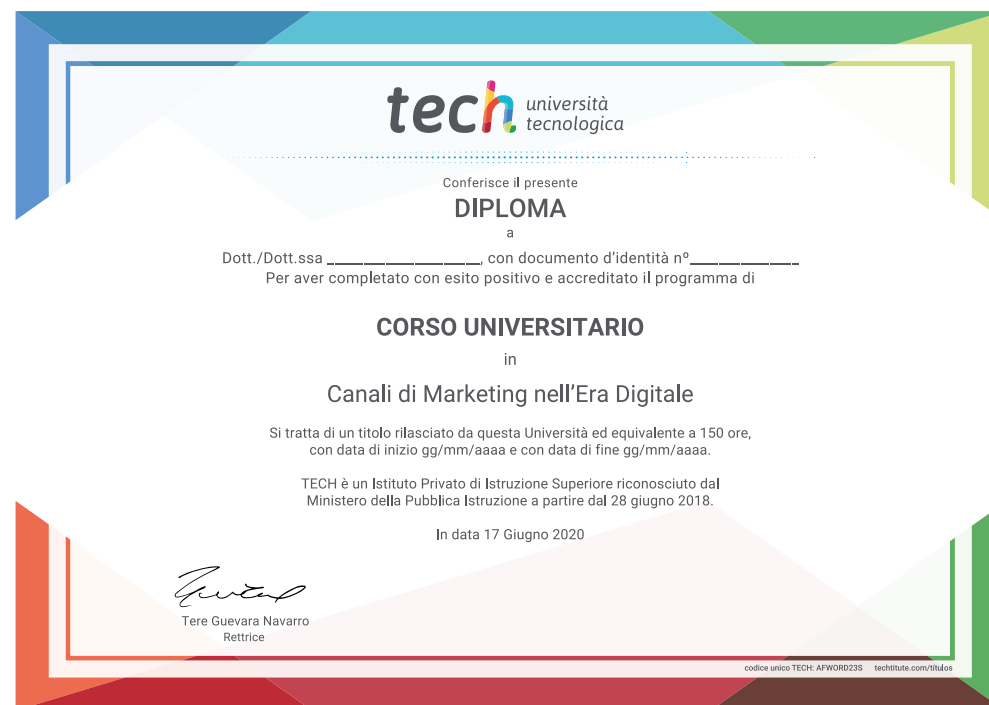 tech università
tecnologica
Conferisce il presente
DIPLOMA
a
Dott./Dott.ssa ____________________, con documento d'identità nº______________
Per aver completato con esito positivo e accreditato il programma di
CORSO UNIVERSITARIO
in
Canali di Marketing nell'Era Digitale
Si tratta di un titolo rilasciato da questa Università ed equivalente a 150 ore,
con data di inizio gg/mm/aaaa e con data di fine gg/mm/aaaa.
TECH è un Istituto Privato di Istruzione Superiore riconosciuto dal
Ministero della Pubblica Istruzione a partire dal 28 giugno 2018.
In data 17 Giugno 2020
Tere Guevara Navarro
Rettrice
codice unico TECH: AFWORD23S techtitute.com/títulos